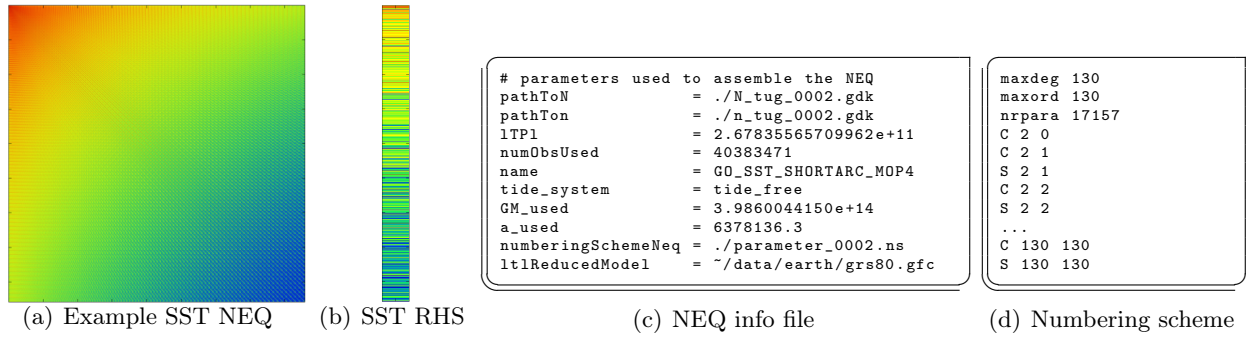 # parameters used to assemble the NEQ
pathToN = ./N_tug_0002.gdk
pathTon = ./n_tug_0002.gdk
lTPl = 2.67835565709962e+11
numObsUsed = 40383471
name = GO_SST_SHORTARC_MOP4
tide_system = tide_free
GM_used = 3.9860044150e+14
a_used = 6378136.3
numberingSchemeNeq = ./parameter_0002.ns
ltlReducedModel = ~/data/earth/grs80.gfc
maxdeg 130
maxord 130
nrpara 17157
C 2 0
C 2 1
S 2 1
C 2 2
S 2 2
...
C 130 130
S 130 130
(a) Example SST NEQ
(b) SST RHS
(c) NEQ info file
(d) Numbering scheme